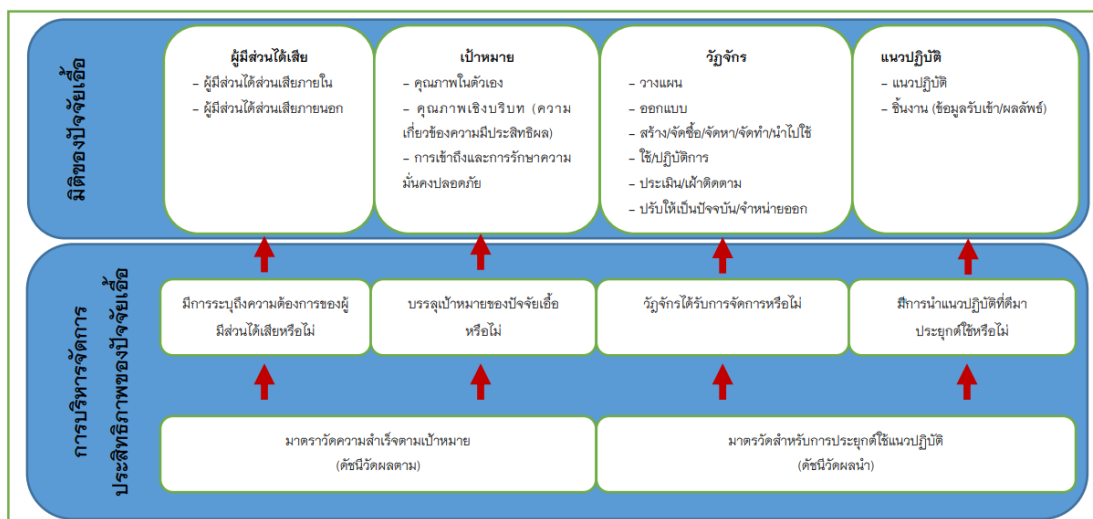 มิติของปัจจัยเอื้อ
ผู้มีส่วนได้เสีย
– ผู้มีส่วนได้ส่วนเสียภายใน
– ผู้มีส่วนได้ส่วนเสียภายนอก
เป้าหมาย
– คุณภาพในตัวเอง
– คุณภาพเชิงบริบท (ความ
เกี่ยวข้องความมีประสิทธิผล)
– การเข้าถึงและการรักษาความ
มั่นคงปลอดภัย
วัฏจักร
– วางแผน
– ออกแบบ
– สร้าง/จัดซื้อ/จัดหา/จัดทำ/นำไปใช้
– ใช้/ปฏิบัติการ
– ประเมิน/เฝ้าติดตาม
– ปรับให้เป็นปัจจุบัน/จำหน่ายออก
แนวปฏิบัติ
– แนวปฏิบัติ
– ชิ้นงาน (ข้อมูลรับเข้า/ผลลัพธ์)
การบริหารจัดการ
ประสิทธิภาพของปัจจัยเอื้อ
มีการระบุถึงความต้องการของผู้
มีส่วนได้เสียหรือไม่
บรรลุเป้าหมายของปัจจัยเอื้อ
หรือไม่
วัฏจักรได้รับการจัดการหรือไม่
มีการนำแนวปฏิบัติที่ดีมา
ประยุกต์ใช้หรือไม่
มาตราวัดความสำเร็จตามเป้าหมาย
(ดัชนีวัดผลตาม)
มาตรวัดสำหรับการประยุกต์ใช้แนวปฏิบัติ
(ดัชนีวัดผลนำ)